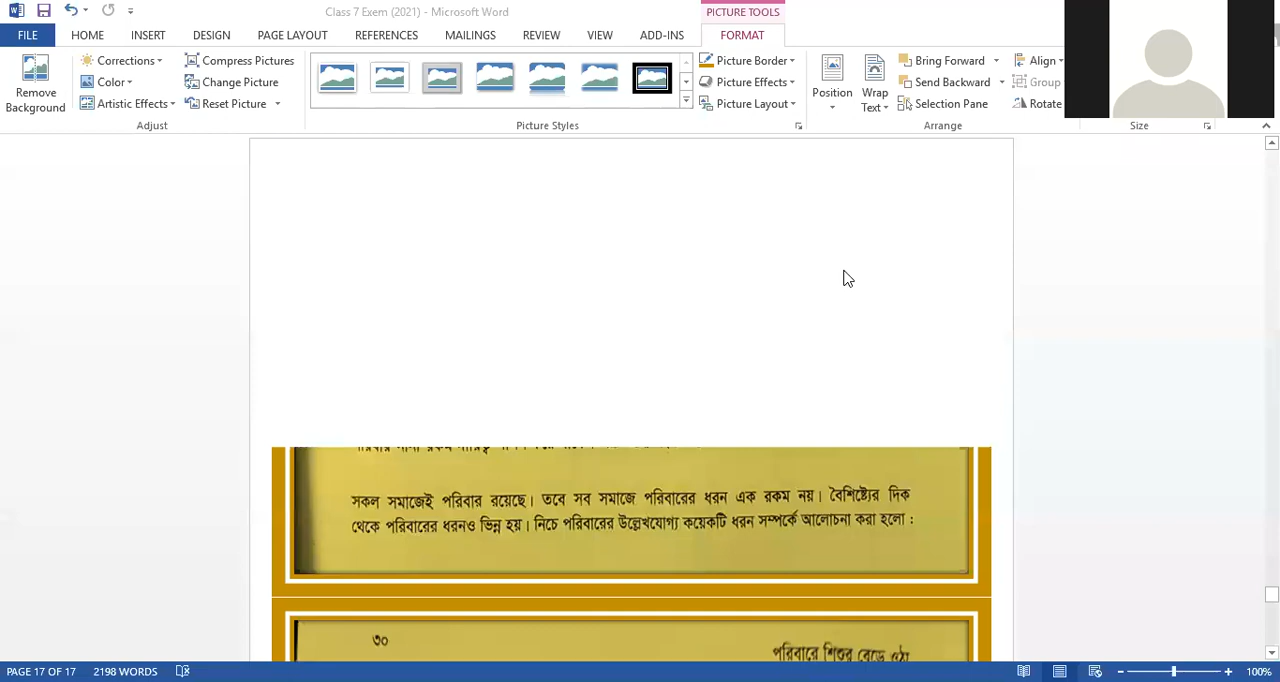 Class 7 Exem (2021) - Microsoft Word
PICTURE TOOLS
FILE HOME INSERT DESIGN PAGE LAYOUT REFERENCES MAILINGS REVIEW VIEW ADD-INS FORMAT
Remove Background
Corrections
Color
Artistic Effects
Compress Pictures
Change Picture
Reset Picture
Adjust
Picture Styles
Picture Border
Picture Effects
Picture Layout
Position
Wrap Text
Bring Forward
Send Backward
Selection Pane
Align
Group
Rotate
Arrange
Size
সকল সমাজেই পরিবার রয়েছে। তবে সব সমাজে পরিবারের ধরন এক রকম নয়। বৈশিষ্ট্যের দিক
থেকে পরিবারের ধরনও ভিন্ন হয়। নিচে পরিবারের উল্লেখযোগ্য কয়েকটি ধরন সম্পর্কে আলোচনা করা হলো :
৩০
পরিবারে শিশুর বেড়ে ওঠা
PAGE 17 OF 17 2198 WORDS
100%